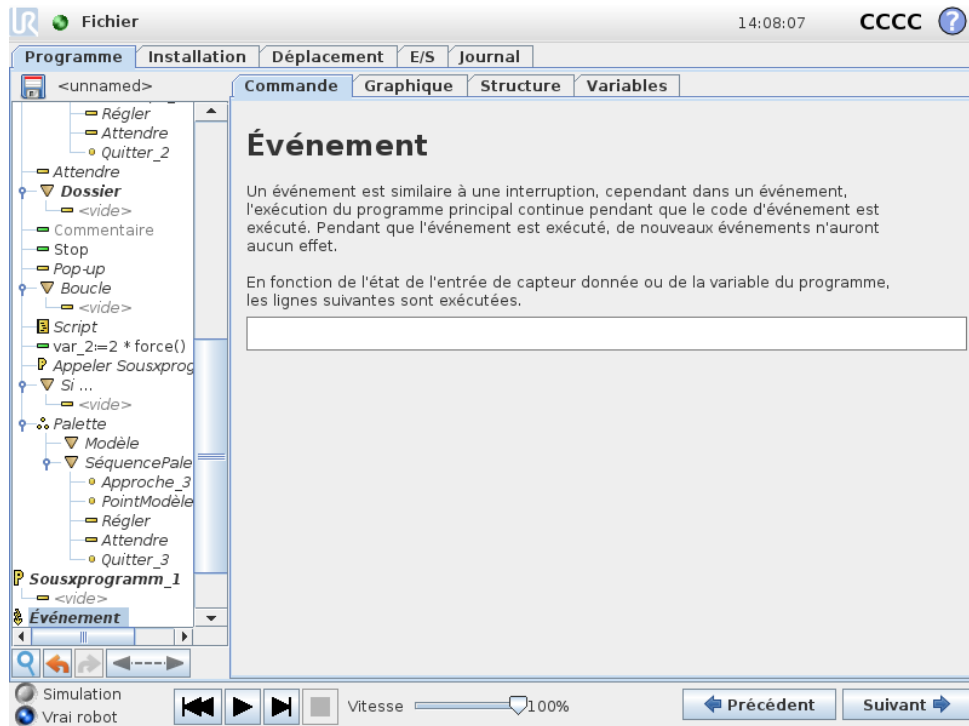 Fichier
14:08:07
CCCC
?
Programme
Installation
Déplacement
E/S
Journal
<unnamed>
Commande
Graphique
Structure
Variables
Régler
Attendre
Quitter_2
Attendre
Dossier
<vide>
Commentaire
Stop
Pop-up
Boucle
<vide>
Script
var_2:=2 * force()
Appeler Sousxprog
Si ...
<vide>
Palette
Modèle
SéquencePale
Approche_3
PointModèle
Régler
Attendre
Quitter_3
P Sousxprogramm_1
<vide>
Événement
Événement
Un événement est similaire à une interruption, cependant dans un événement,
l'exécution du programme principal continue pendant que le code d'événement est
exécuté. Pendant que l'événement est exécuté, de nouveaux événements n'auront
aucun effet.
En fonction de l'état de l'entrée de capteur donnée ou de la variable du programme,
les lignes suivantes sont exécutées.
Simulation
Vrai robot
Vitesse
100%
Précédent
Suivant